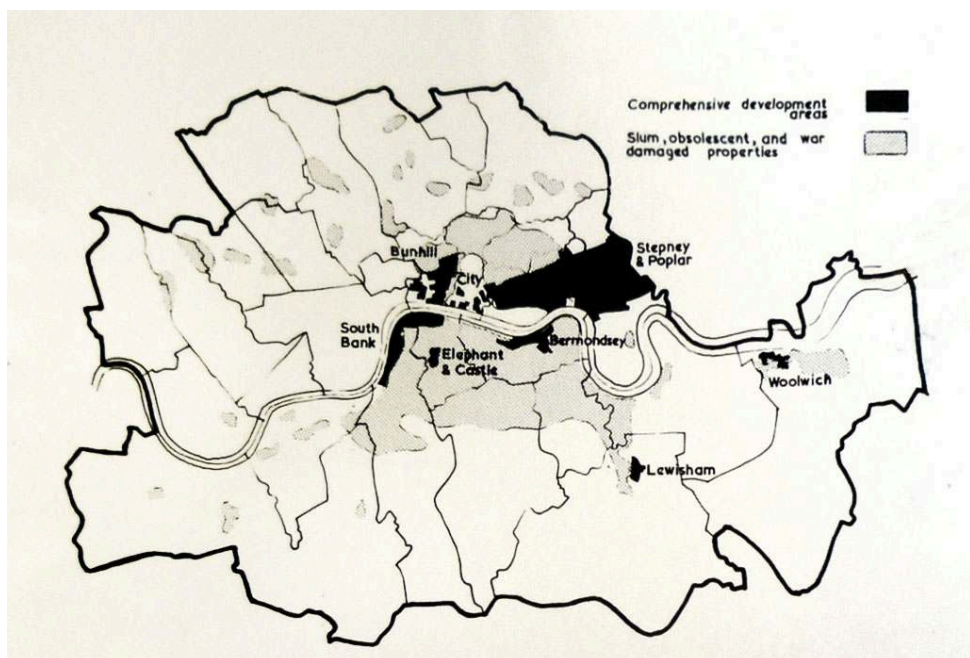 Comprehensive development
areas
Slum, obsolescent, and war
damaged properties
Bunhill
City
Stepney
& Poplar
South
Bank
Elephant
& Castle
Bermondsey
Woolwich
Lewisham